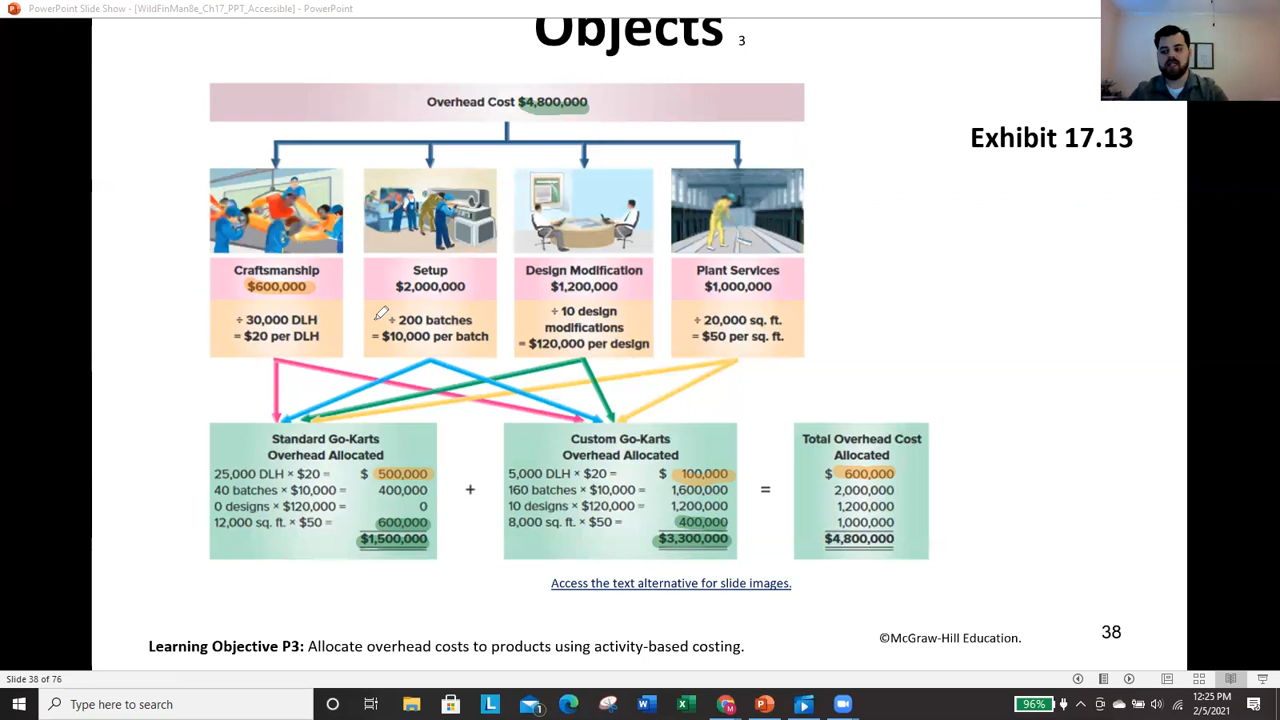 PowerPoint Slide Show - [WildFinMan8e_Ch17_PPT_Accessible] - PowerPoint
Objects 3
Overhead Cost $4,800,000
Exhibit 17.13
Craftsmanship
$600,000
÷ 30,000 DLH
= $20 per DLH
Setup
$2,000,000
÷ 200 batches
= $10,000 per batch
Design Modification
$1,200,000
÷ 10 design
modifications
= $120,000 per design
Plant Services
$1,000,000
÷ 20,000 sq. ft.
= $50 per sq. ft.
Standard Go-Karts
Overhead Allocated
25,000 DLH × $20 = $ 500,000
40 batches × $10,000 = 400,000
0 designs × $120,000 = 0
12,000 sq. ft. × $50 = 600,000
$1,500,000
+
Custom Go-Karts
Overhead Allocated
5,000 DLH × $20 = $ 100,000
160 batches × $10,000 = 1,600,000
10 designs × $120,000 = 1,200,000
8,000 sq. ft. × $50 = 400,000
$3,300,000
=
Total Overhead Cost
Allocated
$ 600,000
2,000,000
1,200,000
1,000,000
$4,800,000
Access the text alternative for slide images.
Learning Objective P3: Allocate overhead costs to products using activity-based costing.
©McGraw-Hill Education.
38
Slide 38 of 76
Type here to search
96%
12:25 PM
2/5/2021